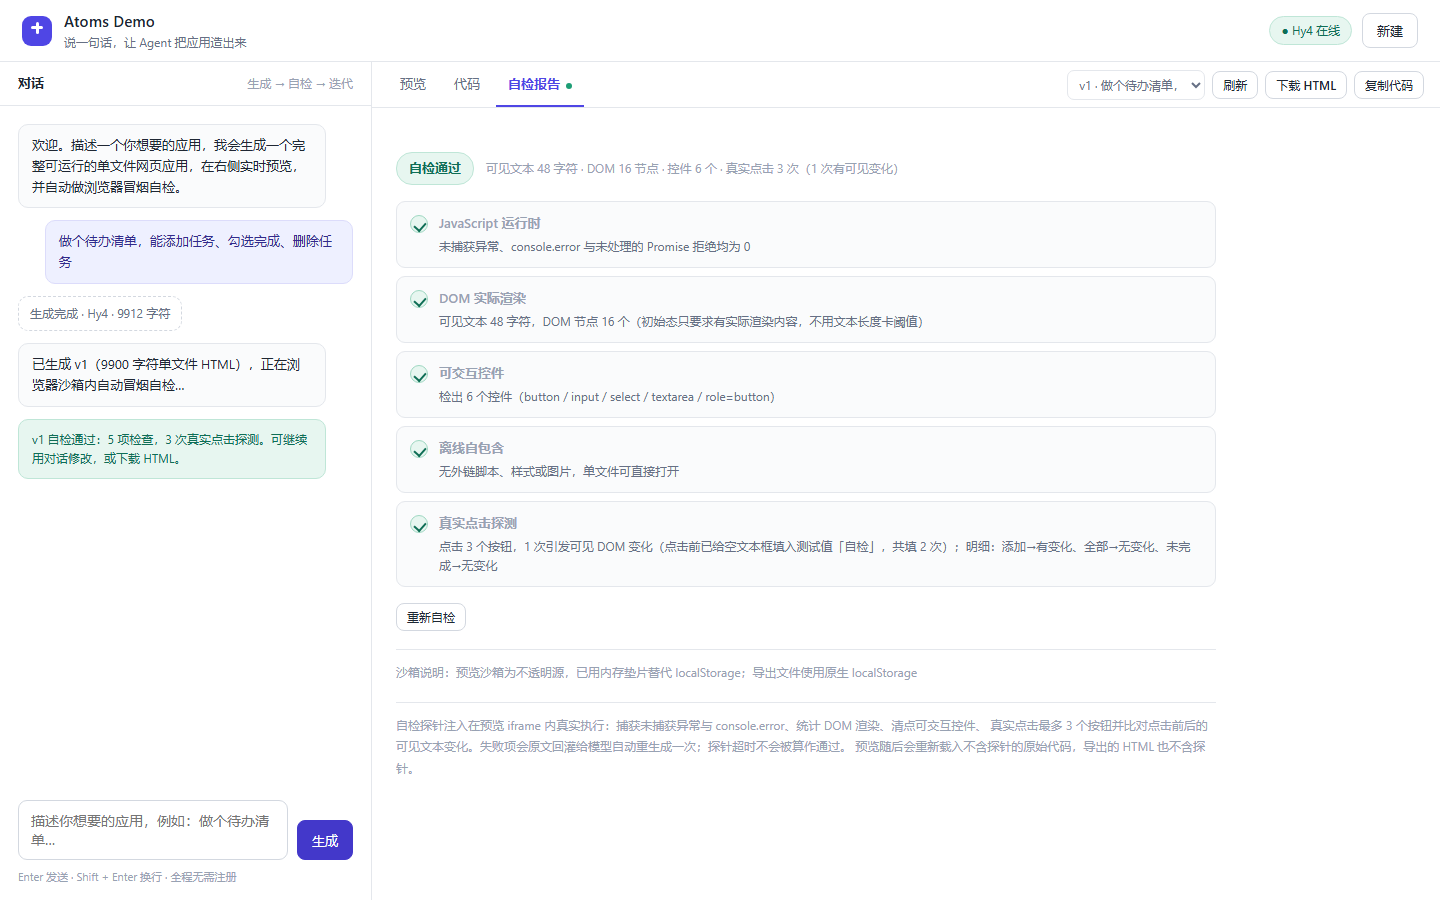 Atoms Demo
说一句话，让 Agent 把应用造出来
● Hy4 在线
新建
对话
生成 → 自检 → 迭代
预览
代码
自检报告 ●
v1 · 做个待办清单，
刷新
下载 HTML
复制代码
欢迎。描述一个你想要的应用，我会生成一个完
整可运行的单文件网页应用，在右侧实时预览，
并自动做浏览器冒烟自检。
做个待办清单，能添加任务、勾选完成、删除任
务
生成完成 · Hy4 · 9912 字符
已生成 v1（9900 字符单文件 HTML），正在浏
览器沙箱内自动冒烟自检...
v1 自检通过：5 项检查，3 次真实点击探测。可继续
用对话修改，或下载 HTML。
描述你想要的应用，例如：做个待办清
单...
生成
Enter 发送 · Shift + Enter 换行 · 全程无需注册
自检通过
可见文本 48 字符 · DOM 16 节点 · 控件 6 个 · 真实点击 3 次（1 次有可见变化）
JavaScript 运行时
未捕获异常、console.error 与未处理的 Promise 拒绝均为 0
DOM 实际渲染
可见文本 48 字符，DOM 节点 16 个（初始态只要求有实际渲染内容，不用文本长度卡阈值）
可交互控件
检出 6 个控件（button / input / select / textarea / role=button）
离线自包含
无外链脚本、样式或图片，单文件可直接打开
真实点击探测
点击 3 个按钮，1 次引发可见 DOM 变化（点击前已给空文本框填入测试值「自检」，共填 2 次）；明细：添加→有变化、全部→无变化、未完
成→无变化
重新自检
沙箱说明：预览沙箱为不透明源，已用内存垫片替代 localStorage；导出文件使用原生 localStorage
自检探针注入在预览 iframe 内真实执行：捕获未捕获异常与 console.error、统计 DOM 渲染、清点可交互控件、 真实点击最多 3 个按钮并比对点击前后的
可见文本变化。失败项会原文回灌给模型自动重生成一次；探针超时不会被算作通过。 预览随后会重新载入不含探针的原始代码，导出的 HTML 也不含探
针。